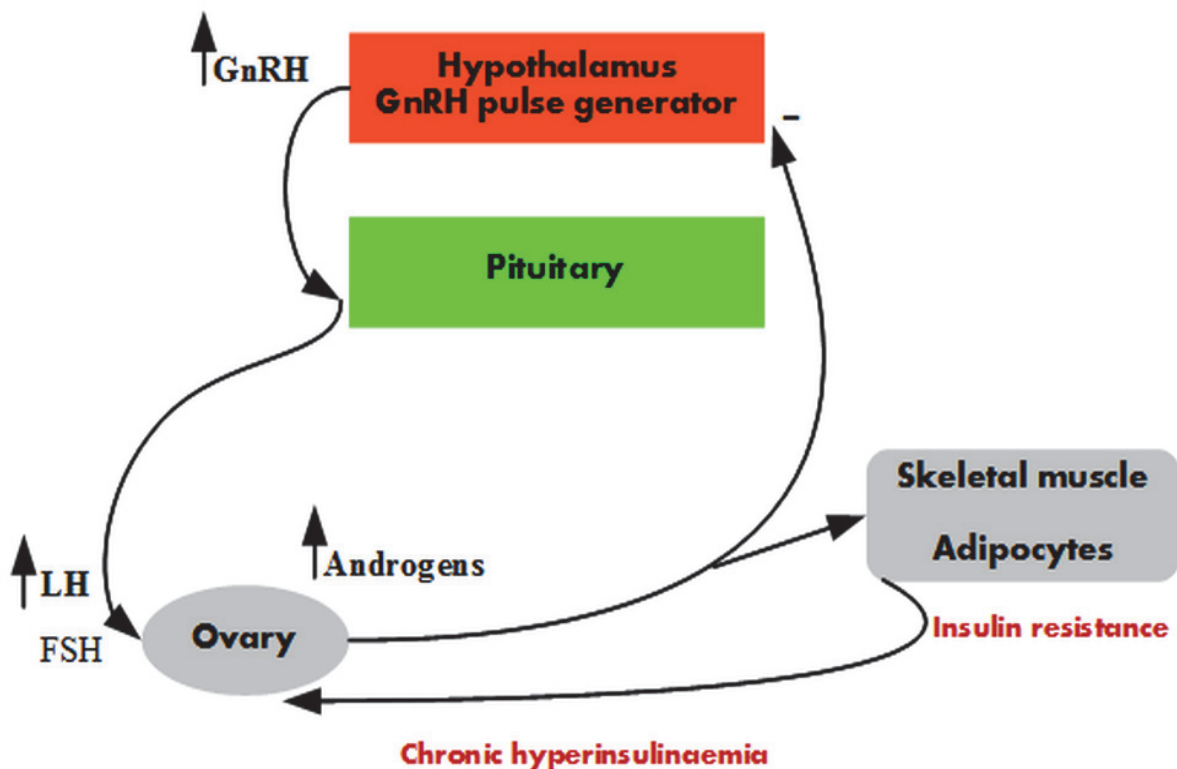 GnRH
Hypothalamus
GnRH pulse generator
–
Pituitary
Skeletal muscle
Adipocytes
Androgens
LH
FSH
Ovary
Insulin resistance
Chronic hyperinsulinaemia